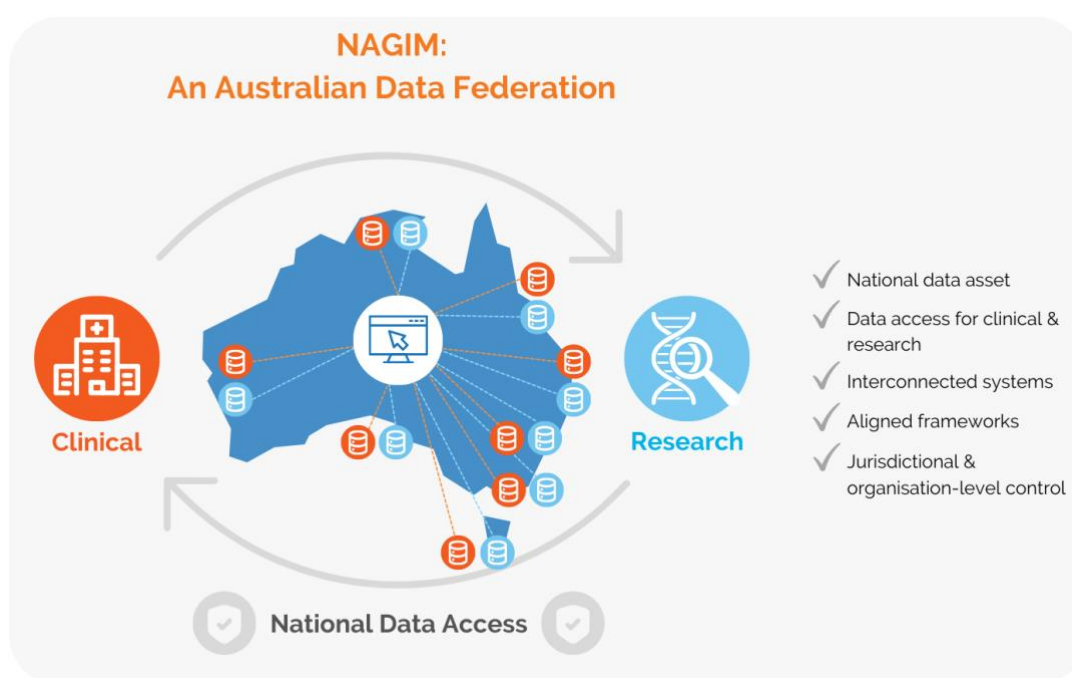 NAGIM:
An Australian Data Federation
Clinical
Research
National data asset
Data access for clinical &
research
Interconnected systems
Aligned frameworks
Jurisdictional &
organisation-level control
National Data Access